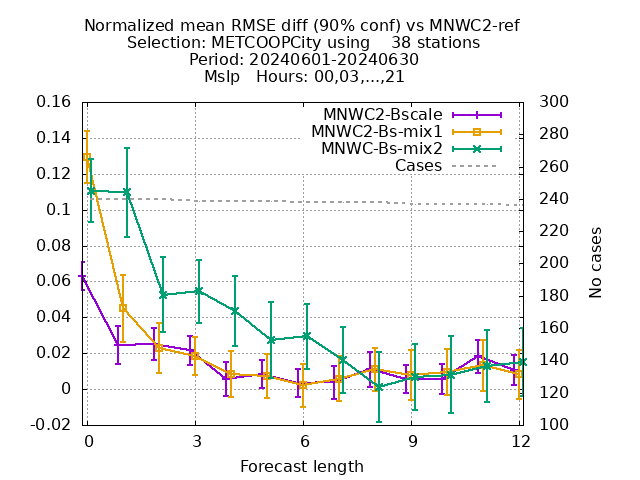 Normalized mean RMSE diff (90% conf) vs MNWC2-ref
Selection: METCOOPCity using    38 stations
Period: 20240601-20240630
Mslp   Hours: 00,03,...,21
MNWC2-Bscale
MNWC2-Bs-mix1
MNWC-Bs-mix2
Cases
0.16
0.14
0.12
0.1
0.08
0.06
0.04
0.02
0
-0.02
300
280
260
240
220
200
180
160
140
120
100
No cases
0 3 6 9 12
Forecast length